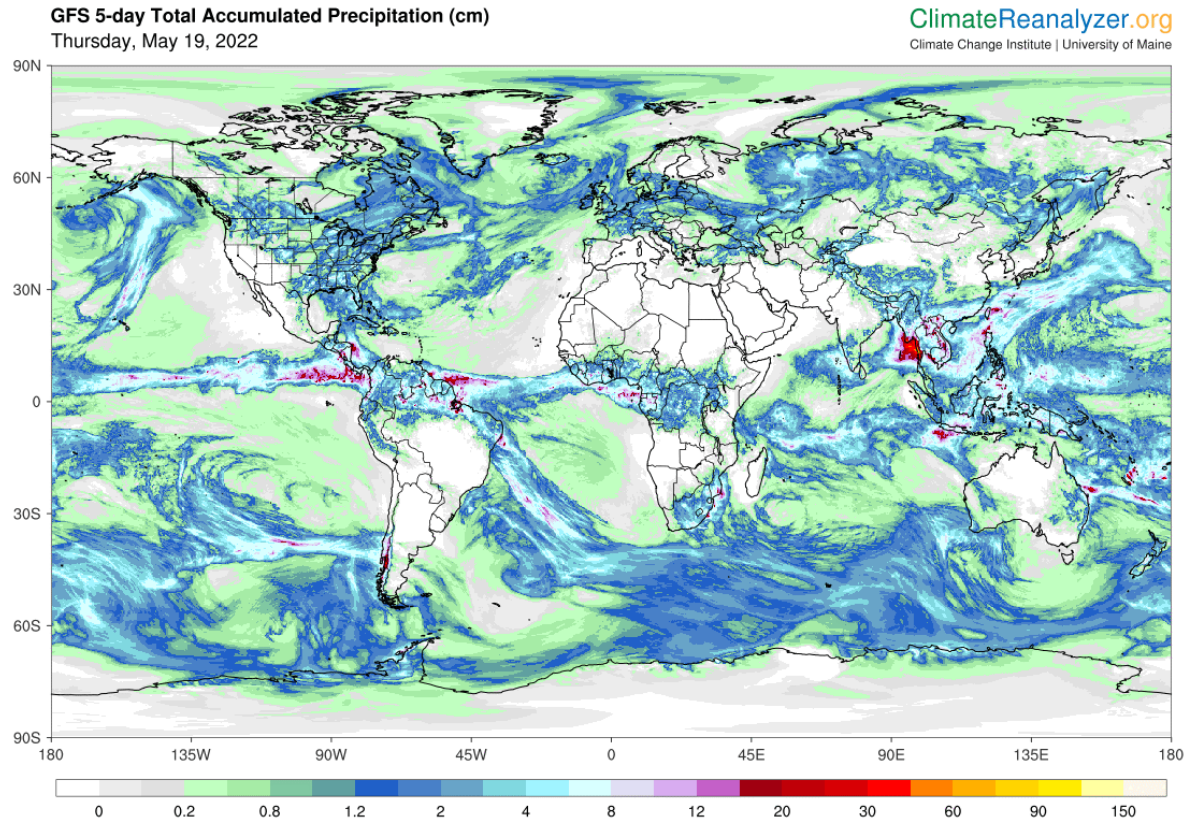 GFS 5-day Total Accumulated Precipitation (cm)
Thursday, May 19, 2022
ClimateReanalyzer.org
Climate Change Institute | University of Maine
90N
60N
30N
0
30S
60S
90S
180 135W 90W 45W 0 45E 90E 135E 180
0 0.2 0.8 1.2 2 4 8 12 20 30 60 90 150